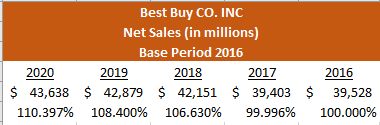 Best Buy CO. INC
Net Sales (in millions)
Base Period 2016
2020 2019 2018 2017 2016
$ 43,638 $ 42,879 $ 42,151 $ 39,403 $ 39,528
110.397% 108.400% 106.630% 99.996% 100.000%